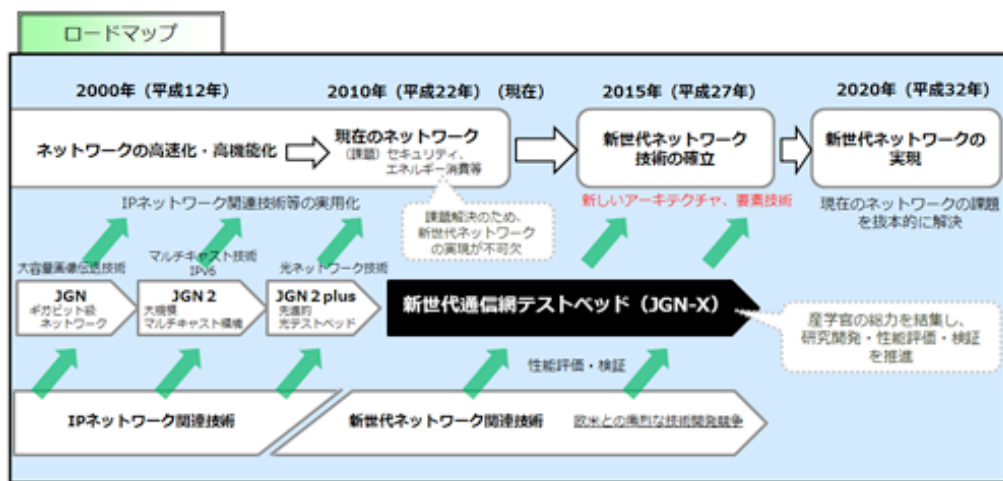 ロードマップ
2000年（平成12年）
2010年（平成22年）（現在）
2015年（平成27年）
2020年（平成32年）
ネットワークの高速化・高機能化
現在のネットワーク
（課題）セキュリティ、
エネルギー消費等
新世代ネットワーク
技術の確立
新世代ネットワークの
実現
IPネットワーク関連技術等の実用化
課題解決のため、
新世代ネットワーク
の実現が不可欠
新しいアーキテクチャ、要素技術
現在のネットワークの課題
を抜本的に解決
大容量画像伝送技術
マルチキャスト技術
IPv6
光ネットワーク技術
JGN
ギガビット級
ネットワーク
JGN 2
大規模
マルチキャスト環境
JGN 2 plus
先進的
光テストベッド
新世代通信網テストベッド（JGN-X）
産学官の総力を結集し、
研究開発・性能評価・検証
を推進
性能評価・検証
IPネットワーク関連技術
新世代ネットワーク関連技術
欧米との熾烈な技術開発競争